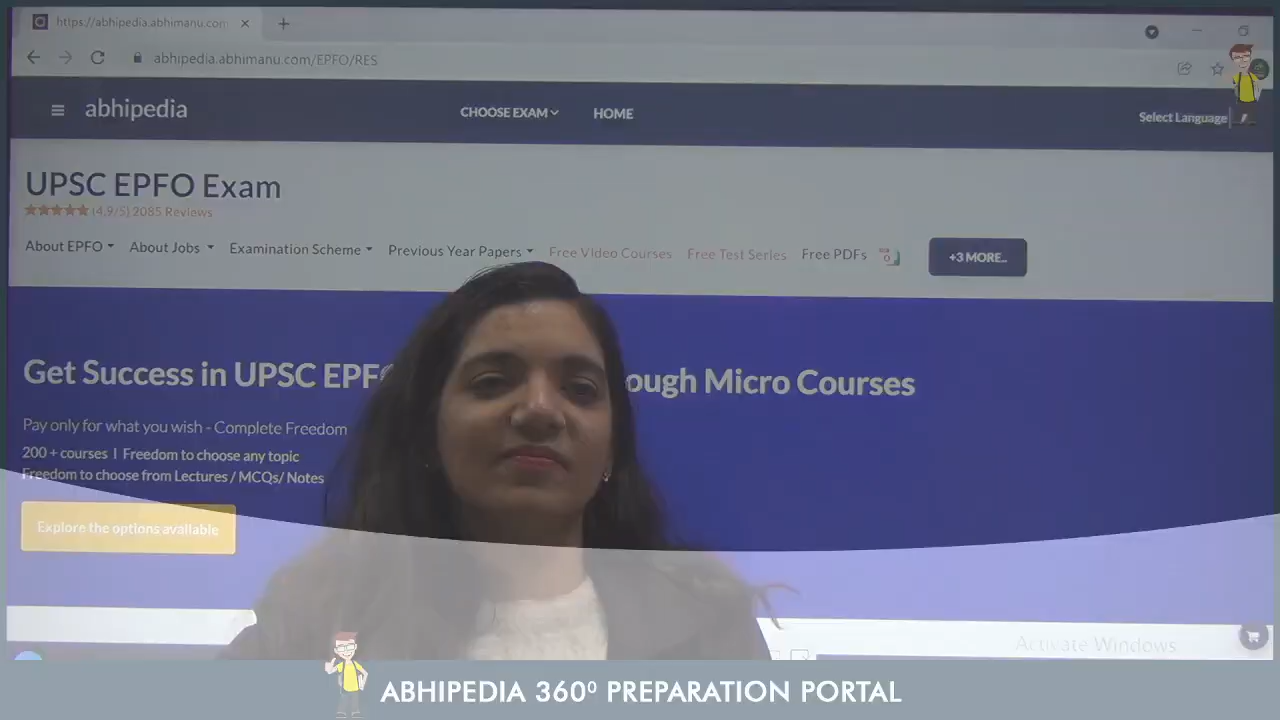 https://abhipedia.abhimanu.com
abhipedia.abhimanu.com/EPFO/RES
abhipedia
CHOOSE EXAM
HOME
Select Language
UPSC EPFO Exam
(4.9/5) 2085 Reviews
About EPFO
About Jobs
Examination Scheme
Previous Year Papers
Free Video Courses
Free Test Series
Free PDFs
+3 MORE..
Get Success in UPSC EPF ough Micro Courses
Pay only for what you wish - Complete Freedom
200 + courses I Freedom to choose any topic
Freedom to choose from Lectures / MCQs/ Notes
Explore the options available
Activate Windows
ABHIPEDIA 360⁰ PREPARATION PORTAL